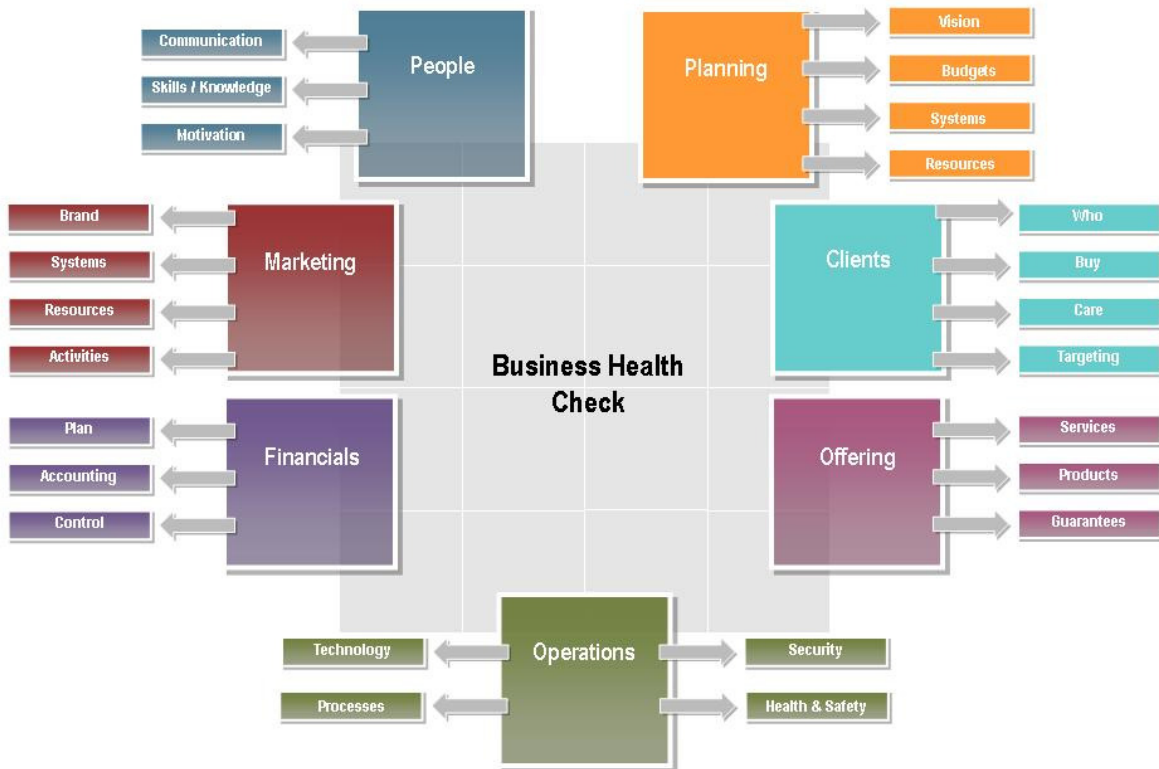 People
Communication
Skills / Knowledge
Motivation
Planning
Vision
Budgets
Systems
Resources
Marketing
Brand
Systems
Resources
Activities
Clients
Who
Buy
Care
Targeting
Business Health
Check
Financials
Plan
Accounting
Control
Offering
Services
Products
Guarantees
Operations
Technology
Processes
Security
Health & Safety